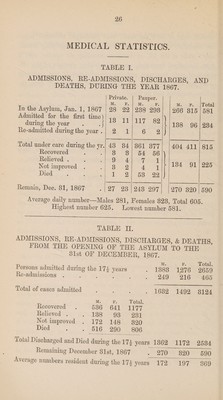 26
MEDICAL STATISTICS.
TABLE I.
ADMISSIONS, RE-ADMISSIONS, DISCHARGES, AND
DEATHS, DURING THE YEAR 1867.
Private. Pauper.
M. F. M. F. M. F. Total
In the Asylum, Jan. 1, 1867 28 22 238 293 266 315 581
Admitted for the first time
during the year . 13 11 117 82
138 96 234
Re-admitted during the year . 2 1 6 2
Total under care during the yr. 43 34 361 377 404 411 815
Recovered . 3 3 54 56
Relieved . . 9 4 7 1
134 91 225
Not improved . 3 2 4 1
Died . . 1 2 53 22
Remain, Dec. 31, 1867 . 27 23 243 297 270 320 590
Average daily number—Males 281, Females 323, Total 605.
Highest number 625. Lowest number 581.
TABLE II.
ADMISSIONS, RE-ADMISSIONS, DISCHARGES, & DEATHS,
FROM THE OPENING OF THE ASYLUM TO THE
31st OF DECEMBER, 1867.
M. F. Total.
Persons admitted during the 17½ years . 1383 1276 2659
Re-admissions . . . . . 249 216 465
Total of cases admitted . . . 1632 1492 3124
M. F. Total.
Recovered . . 536 641 1177
Relieved . . 138 93 231
Not improved . 172 148 320
Died . . . 516 290 806
Total Discharged and Died during the 17½ years 1362 1172 2534
Remaining December 31st, 1867 . 270 320 590
Average numbers resident during the 17½ years 172 197 369